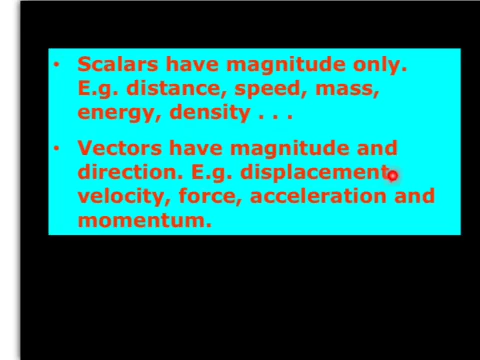 • Scalars have magnitude only.
E.g. distance, speed, mass,
energy, density . . .
• Vectors have magnitude and
direction. E.g. displacement,
velocity, force, acceleration and
momentum.